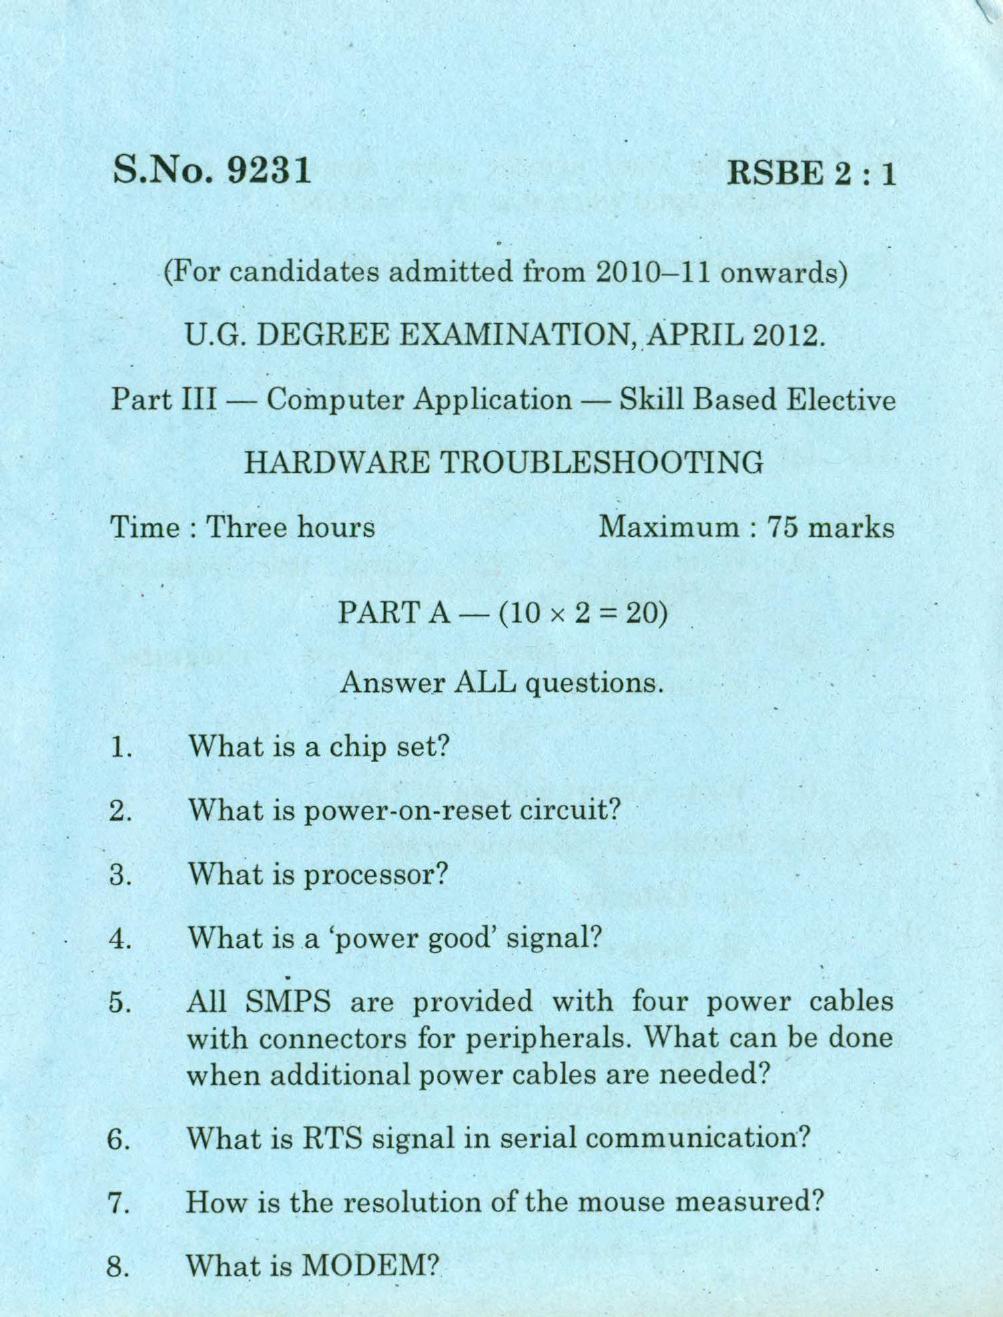 S.No. 9231 RSBE 2 : 1
(For candidates admitted from 2010–11 onwards)
U.G. DEGREE EXAMINATION, APRIL 2012.
Part III — Computer Application — Skill Based Elective
HARDWARE TROUBLESHOOTING
Time : Three hours Maximum : 75 marks
PART A — (10 × 2 = 20)
Answer ALL questions.
1. What is a chip set?
2. What is power-on-reset circuit?
3. What is processor?
4. What is a ‘power good’ signal?
5. All SMPS are provided with four power cables
with connectors for peripherals. What can be done
when additional power cables are needed?
6. What is RTS signal in serial communication?
7. How is the resolution of the mouse measured?
8. What is MODEM?